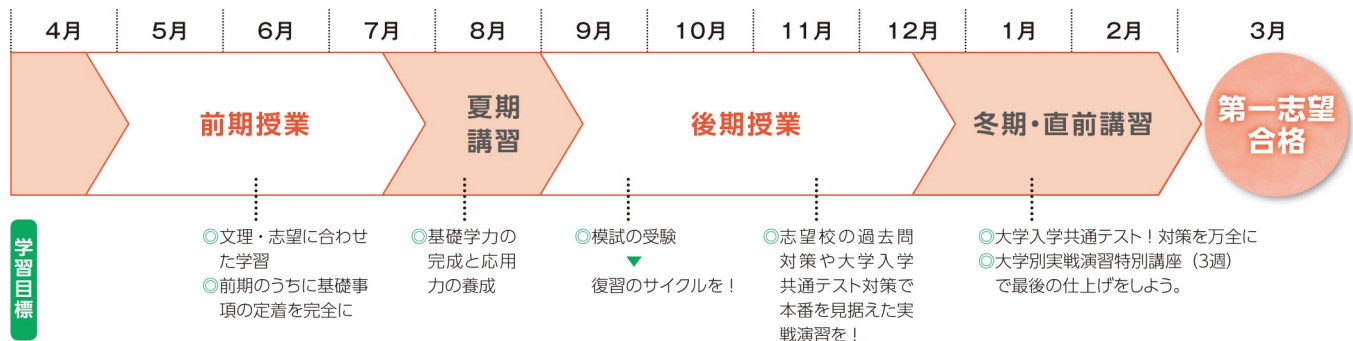 4月 5月 6月 7月 8月 9月 10月 11月 12月 1月 2月 3月
前期授業
夏期
講習
後期授業
冬期・直前講習
第一志望
合格
学習目標
◎文理・志望に合わせ
た学習
◎前期のうちに基礎事
項の定着を完全に
◎基礎学力の
完成と応用
力の養成
◎模試の受験
▼
復習のサイクルを！
◎志望校の過去問
対策や大学入学
共通テスト対策で
本番を見据えた実
戦演習を！
◎大学入学共通テスト！対策を万全に
◎大学別実戦演習特別講座（3週）
で最後の仕上げをしよう。